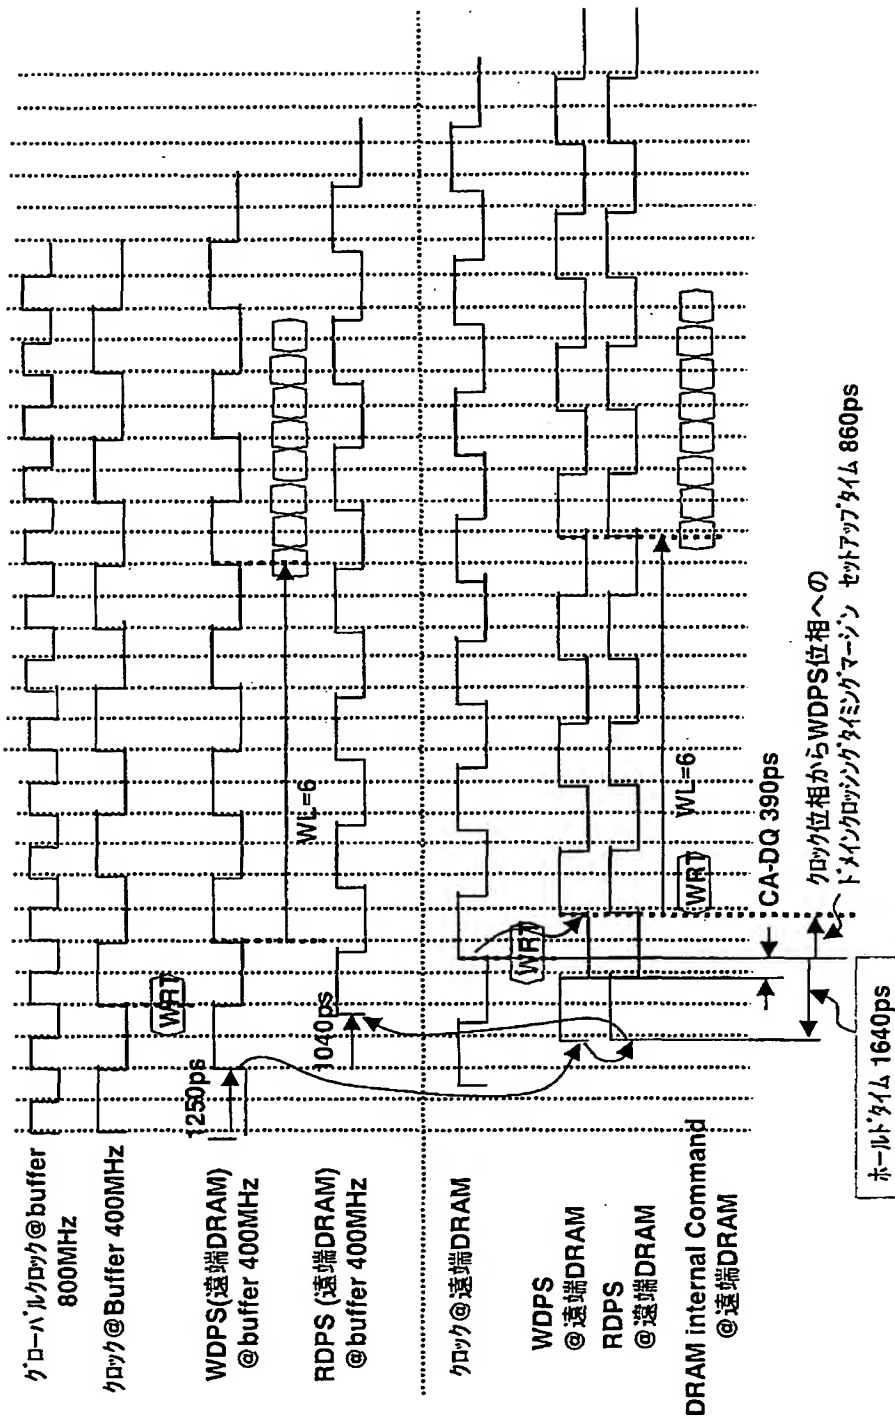 グローバルクロック@buffer
800MHz
クロック@Buffer 400MHz
WRT
1250ps
WDPS(遠端DRAM)
@buffer 400MHz
WL=6
1040ps
RDPS (遠端DRAM)
@buffer 400MHz
クロック@遠端DRAM
WRT
WDPS
@遠端DRAM
RDPS
@遠端DRAM
WL=6
WRT
DRAM internal Command
@遠端DRAM
CA-DQ 390ps
クロック位相からWDPS位相への
ドメインクロッシングタイミングマージン セットアップタイム 860ps
ホールドタイム 1640ps